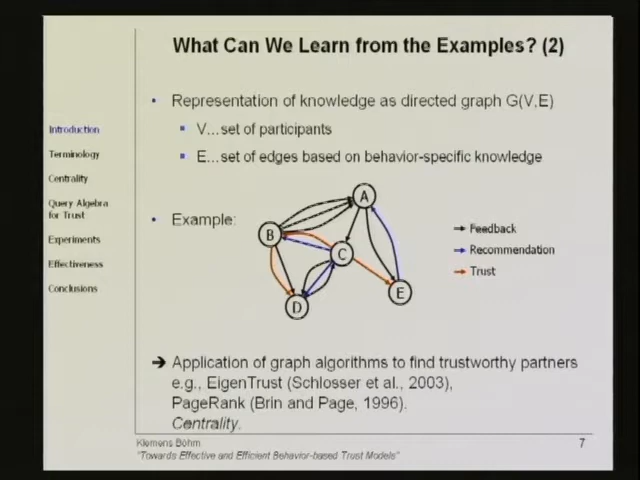 What Can We Learn from the Examples? (2)
Introduction
Terminology
Centrality
Query Algebra
for Trust
Experiments
Effectiveness
Conclusions
• Representation of knowledge as directed graph G(V,E)
V...set of participants
E...set of edges based on behavior-specific knowledge
• Example:
A
B
C
D
E
Feedback
Recommendation
Trust
➔ Application of graph algorithms to find trustworthy partners
e.g., EigenTrust (Schlosser et al., 2003),
PageRank (Brin and Page, 1996).
Centrality.
Klemens Böhm
"Towards Effective and Efficient Behavior-based Trust Models"
7